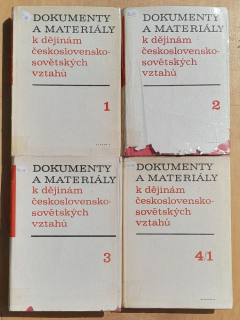 DOKUMENTY
A MATERIÁLY
k dějinám
československo-
sovětských
vztahů
1
DOKUMENTY
A MATERIÁLY
k dějinám
československo-
sovětských
vztahů
2
DOKUMENTY
A MATERIÁLY
k dějinám
československo-
sovětských
vztahů
3
DOKUMENTY
A MATERIÁLY
k dějinám
československo-
sovětských
vztahů
4/1